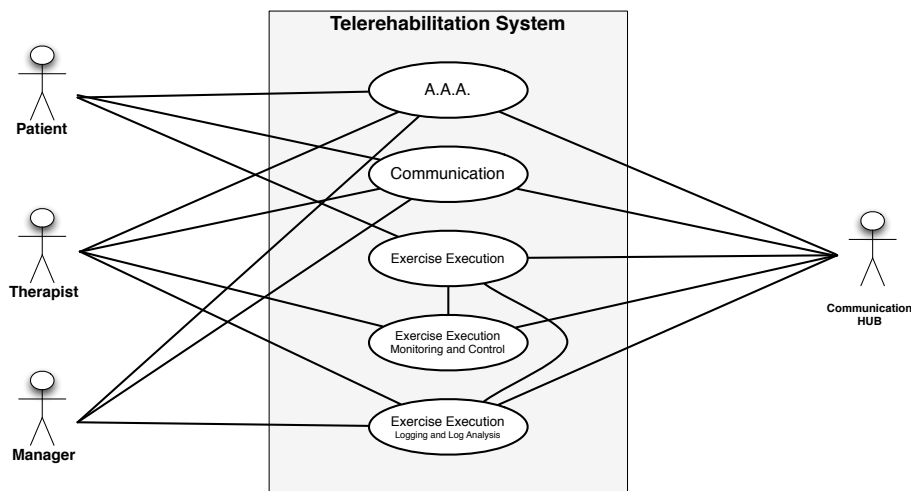 Telerehabilitation System
A.A.A.
Patient
Communication
Therapist
Exercise Execution
Communication
HUB
Exercise Execution
Monitoring and Control
Manager
Exercise Execution
Logging and Log Analysis